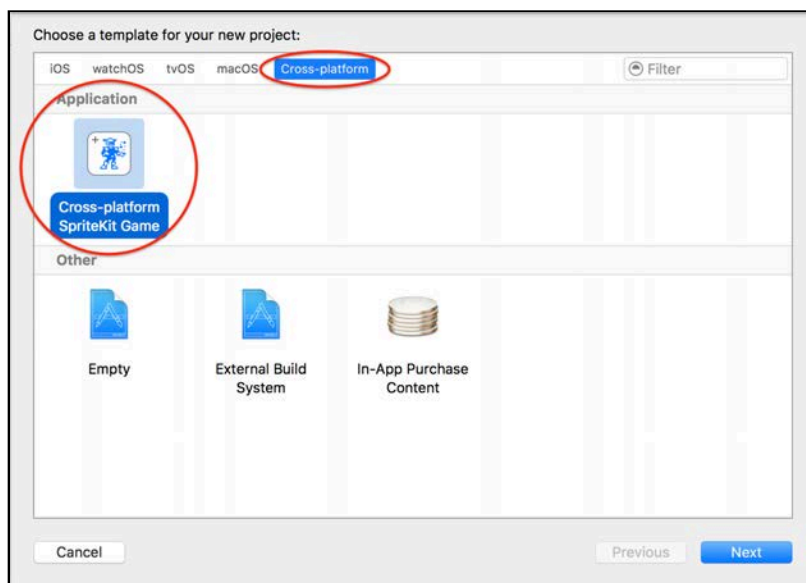 Choose a template for your new project:
iOS watchOS tvOS macOS Cross-platform Filter
Application
Cross-platform
SpriteKit Game
Other
Empty External Build In-App Purchase
System Content
Cancel Previous Next